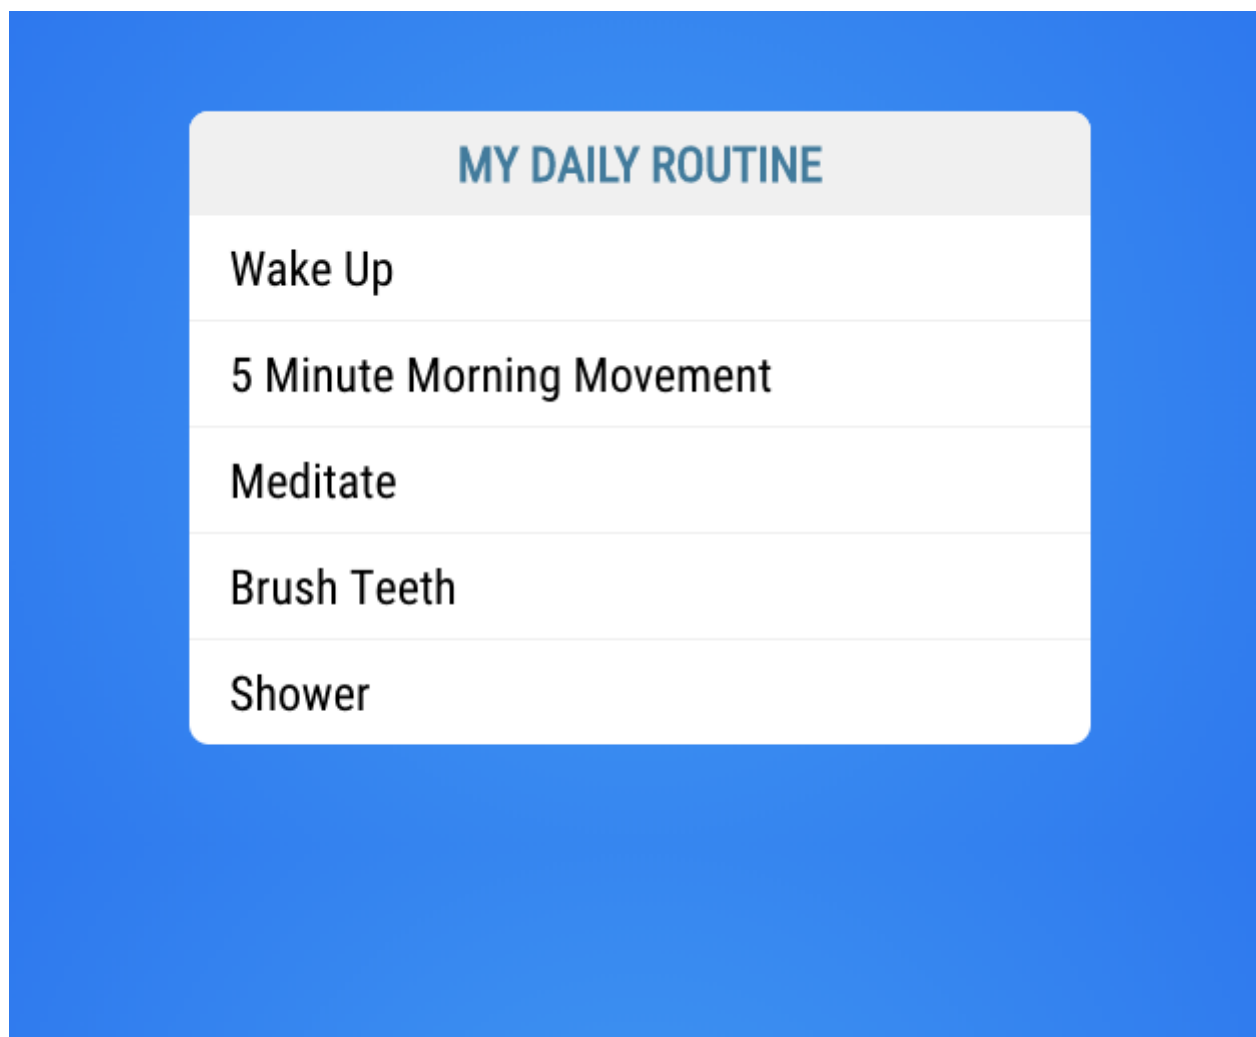 MY DAILY ROUTINE
Wake Up
5 Minute Morning Movement
Meditate
Brush Teeth
Shower